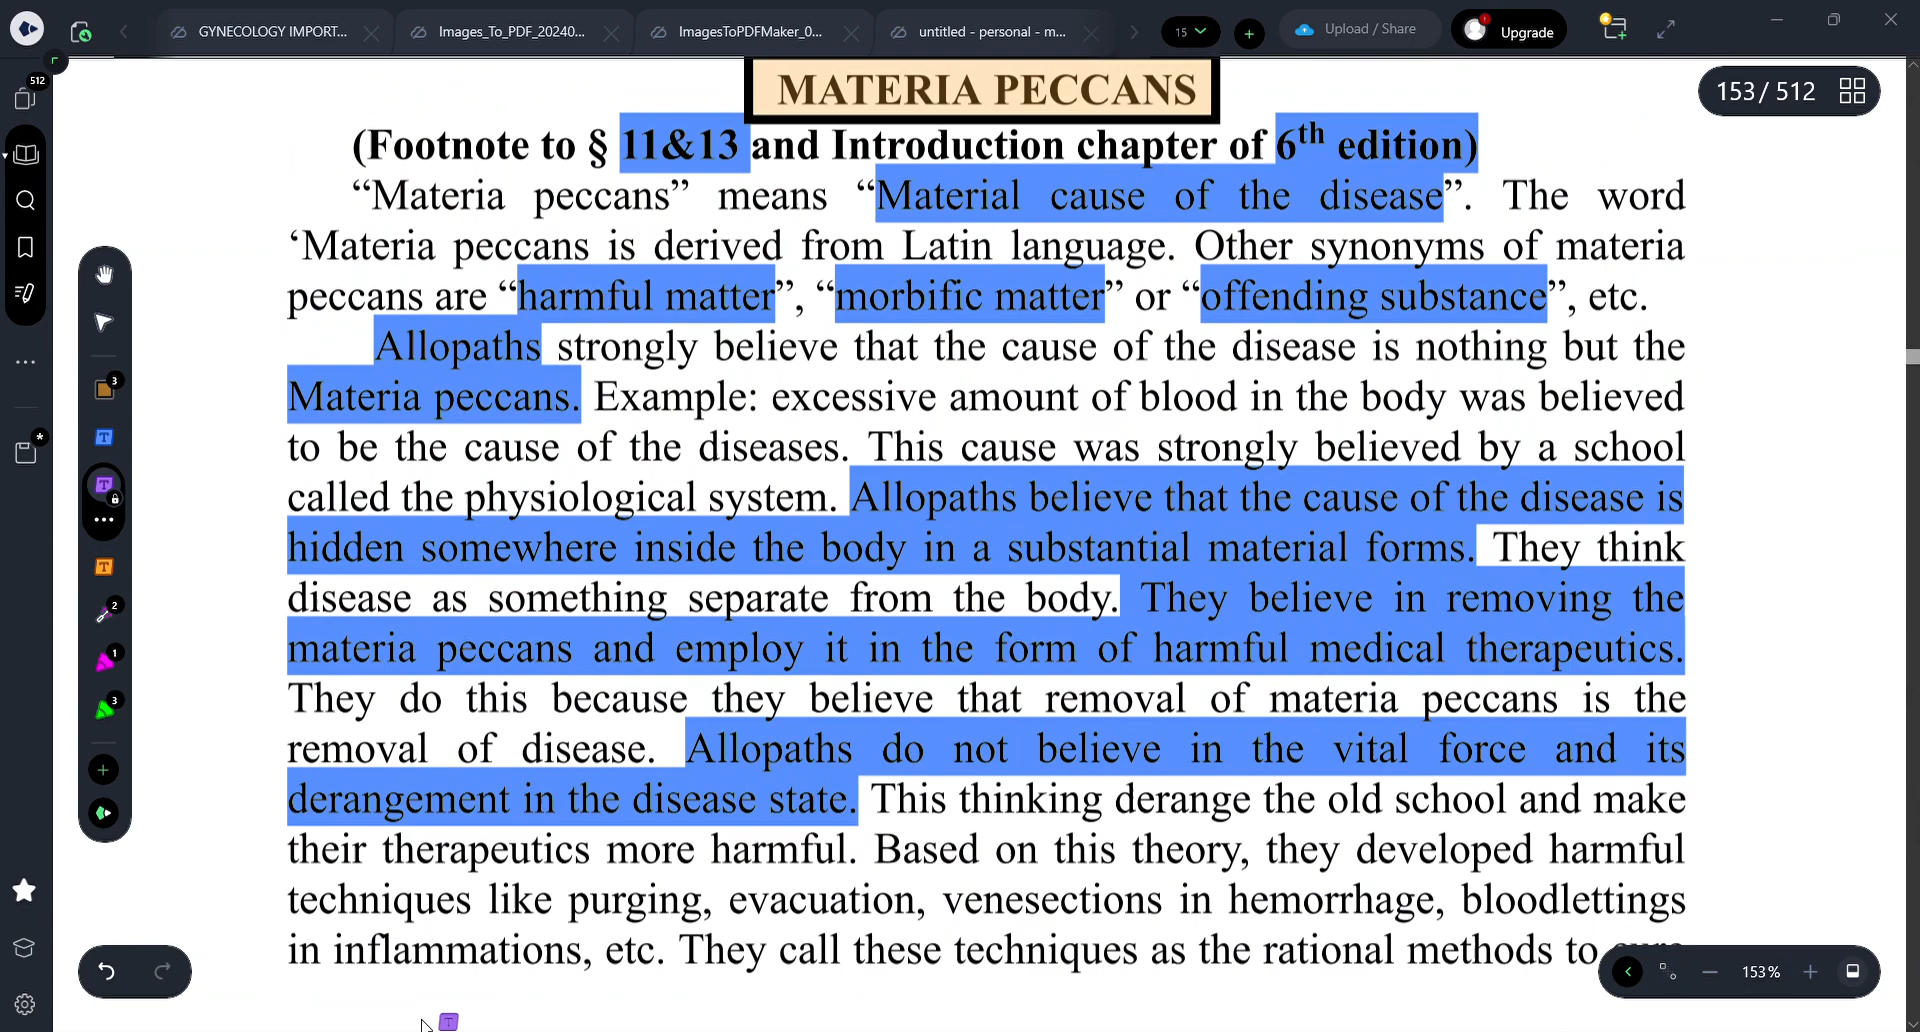 GYNECOLOGY IMPORT...
Images_To_PDF_20240...
ImagesToPDFMaker_0...
untitled - personal - m...
15
Upload / Share
Upgrade
512
153 / 512
MATERIA PECCANS
(Footnote to § 11&13 and Introduction chapter of 6th edition)
“Materia peccans” means “Material cause of the disease”. The word
‘Materia peccans is derived from Latin language. Other synonyms of materia
peccans are “harmful matter”, “morbific matter” or “offending substance”, etc.
Allopaths strongly believe that the cause of the disease is nothing but the
Materia peccans. Example: excessive amount of blood in the body was believed
to be the cause of the diseases. This cause was strongly believed by a school
called the physiological system. Allopaths believe that the cause of the disease is
hidden somewhere inside the body in a substantial material forms. They think
disease as something separate from the body. They believe in removing the
materia peccans and employ it in the form of harmful medical therapeutics.
They do this because they believe that removal of materia peccans is the
removal of disease. Allopaths do not believe in the vital force and its
derangement in the disease state. This thinking derange the old school and make
their therapeutics more harmful. Based on this theory, they developed harmful
techniques like purging, evacuation, venesections in hemorrhage, bloodlettings
in inflammations, etc. They call these techniques as the rational methods to
3
T
T
T
2
1
3
153%
T